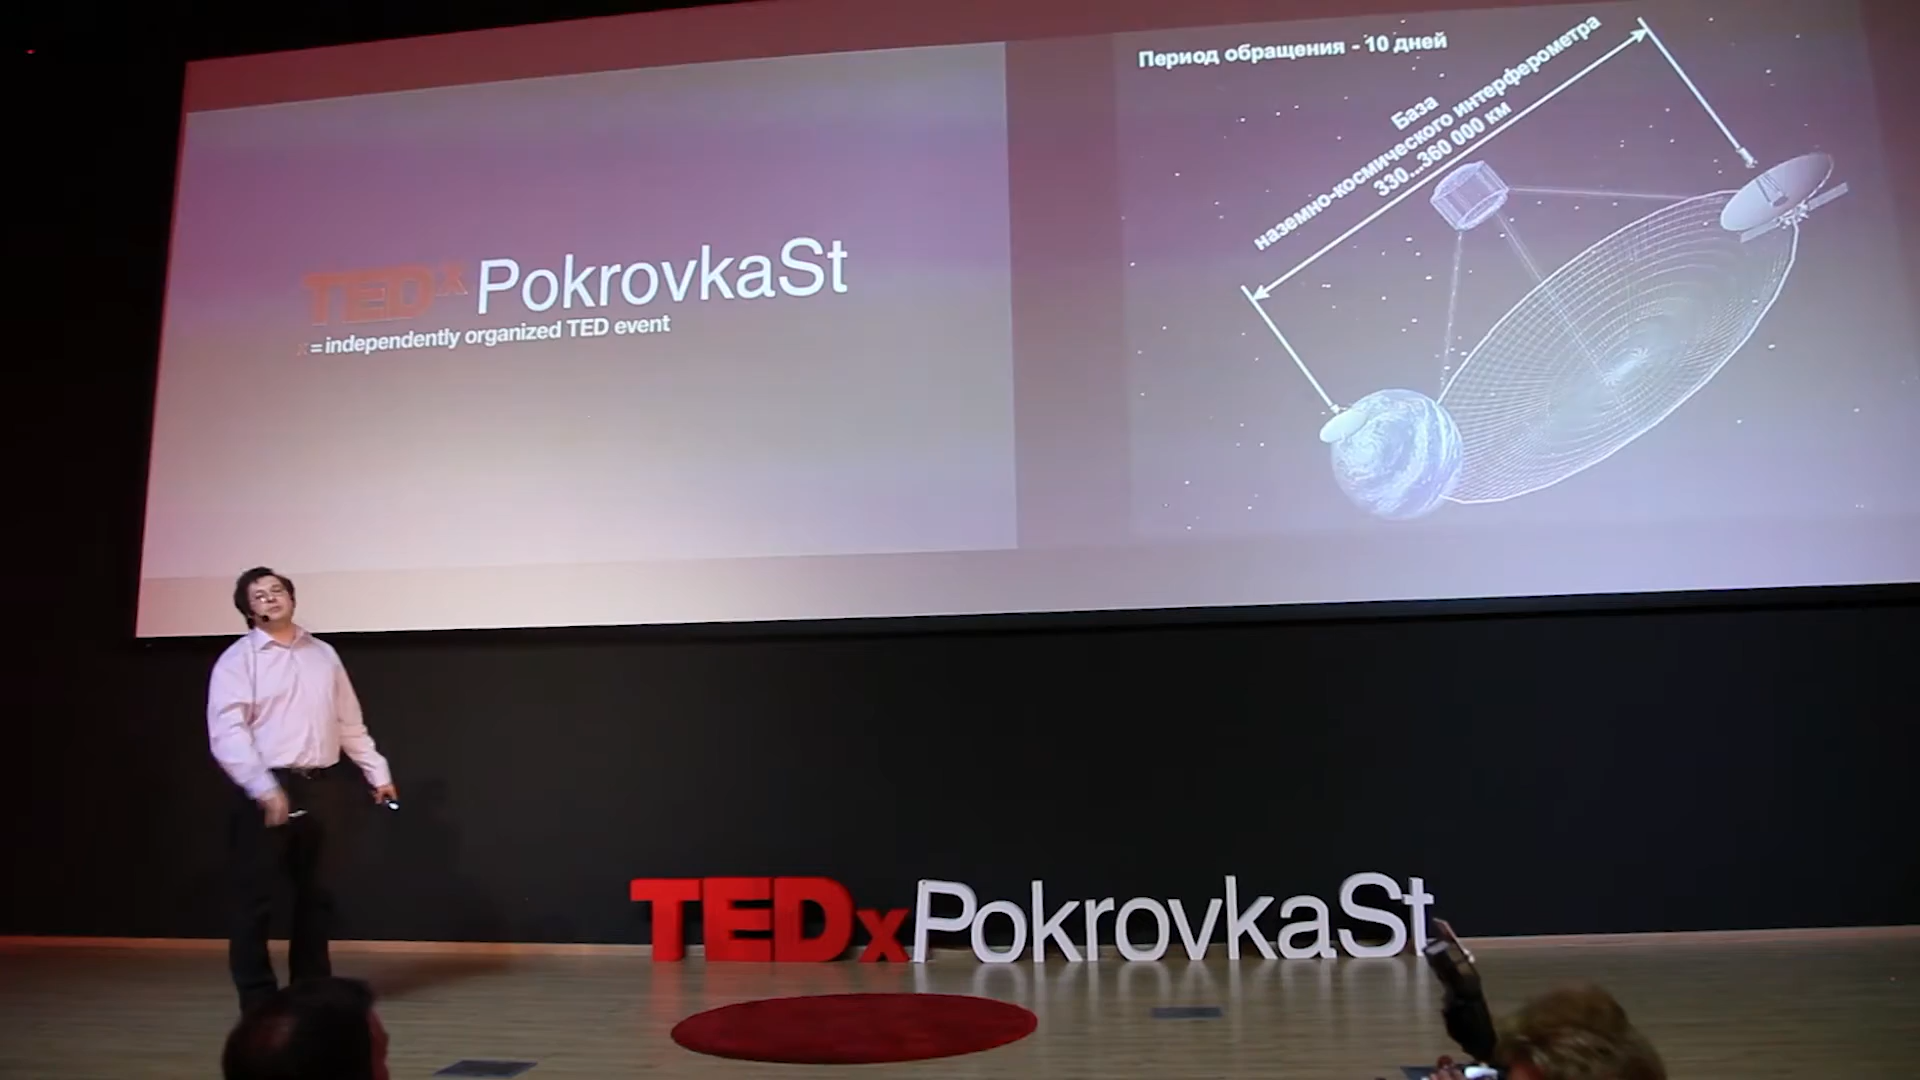 TEDxPokrovkaSt
x = independently organized TED event
Период обращения - 10 дней
База
наземно-космического интерферометра
330...360 000 км
TEDxPokrovkaSt